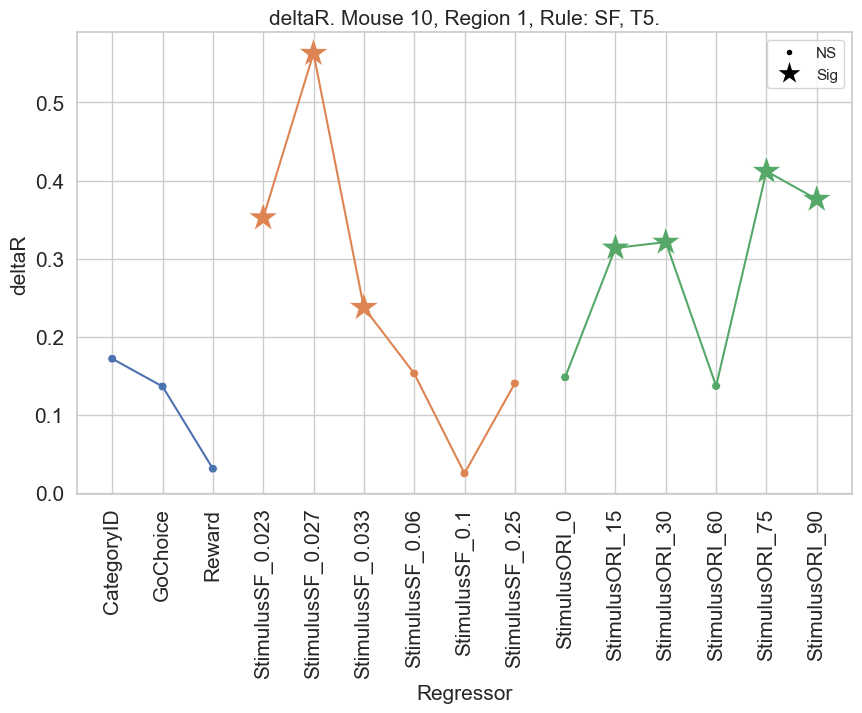 deltaR. Mouse 10, Region 1, Rule: SF, T5.
NS
Sig
deltaR
0.5
0.4
0.3
0.2
0.1
0.0
CategoryID
GoChoice
Reward
StimulusSF_0.023
StimulusSF_0.027
StimulusSF_0.033
StimulusSF_0.06
StimulusSF_0.1
StimulusSF_0.25
StimulusORI_0
StimulusORI_15
StimulusORI_30
StimulusORI_60
StimulusORI_75
StimulusORI_90
Regressor